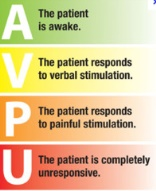 A
The patient
is awake.
V
The patient responds
to verbal stimulation.
P
The patient responds
to painful stimulation.
U
The patient is completely
unresponsive.